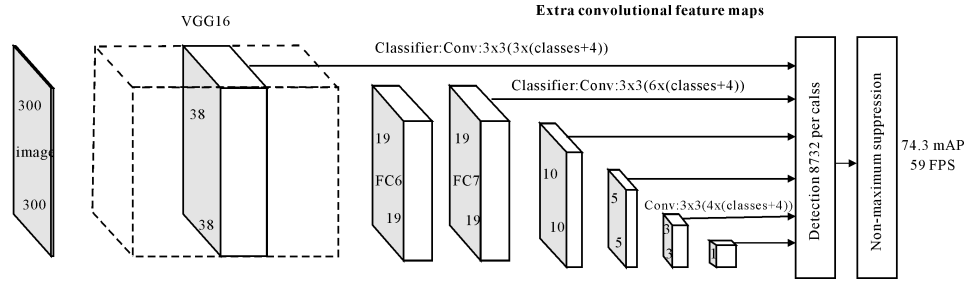 Extra convolutional feature maps
VGG16
Classifier:Conv:3x3(3x(classes+4))
Classifier:Conv:3x3(6x(classes+4))
300
image
300
38
38
19
FC6
19
19
FC7
19
10
10
5
5
Conv:3x3(4x(classes+4))
3
3
1
Detection 8732 per calss
Non-maximum suppression
74.3 mAP
59 FPS